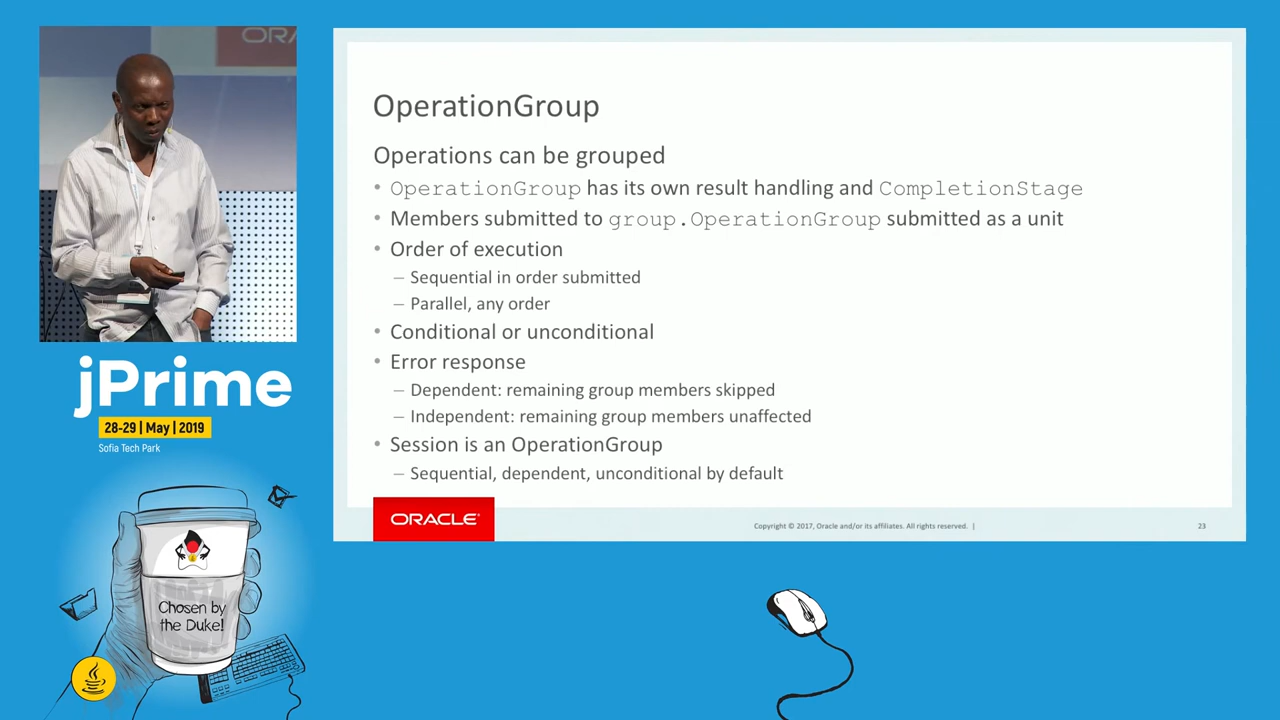 ORA
OperationGroup
Operations can be grouped
• OperationGroup has its own result handling and CompletionStage
• Members submitted to group.OperationGroup submitted as a unit
• Order of execution
– Sequential in order submitted
– Parallel, any order
• Conditional or unconditional
• Error response
– Dependent: remaining group members skipped
– Independent: remaining group members unaffected
• Session is an OperationGroup
– Sequential, dependent, unconditional by default
ORACLE
Copyright © 2017, Oracle and/or its affiliates. All rights reserved. |
23
jPrime
28-29 | May | 2019
Sofia Tech Park
Chosen by
the Duke!